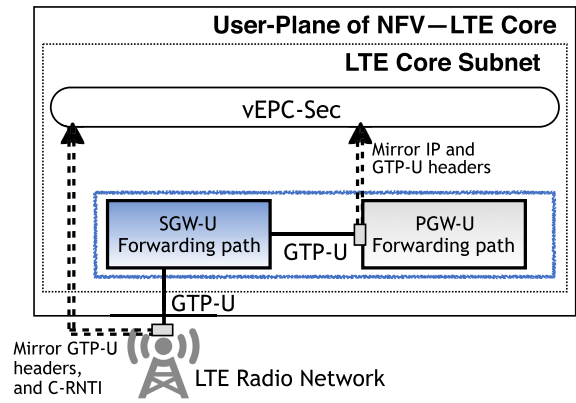 User-Plane of NFV—LTE Core
LTE Core Subnet
vEPC-Sec
Mirror IP and
GTP-U headers
SGW-U
Forwarding path
GTP-U
PGW-U
Forwarding path
GTP-U
Mirror GTP-U
headers,
and C-RNTI
LTE Radio Network